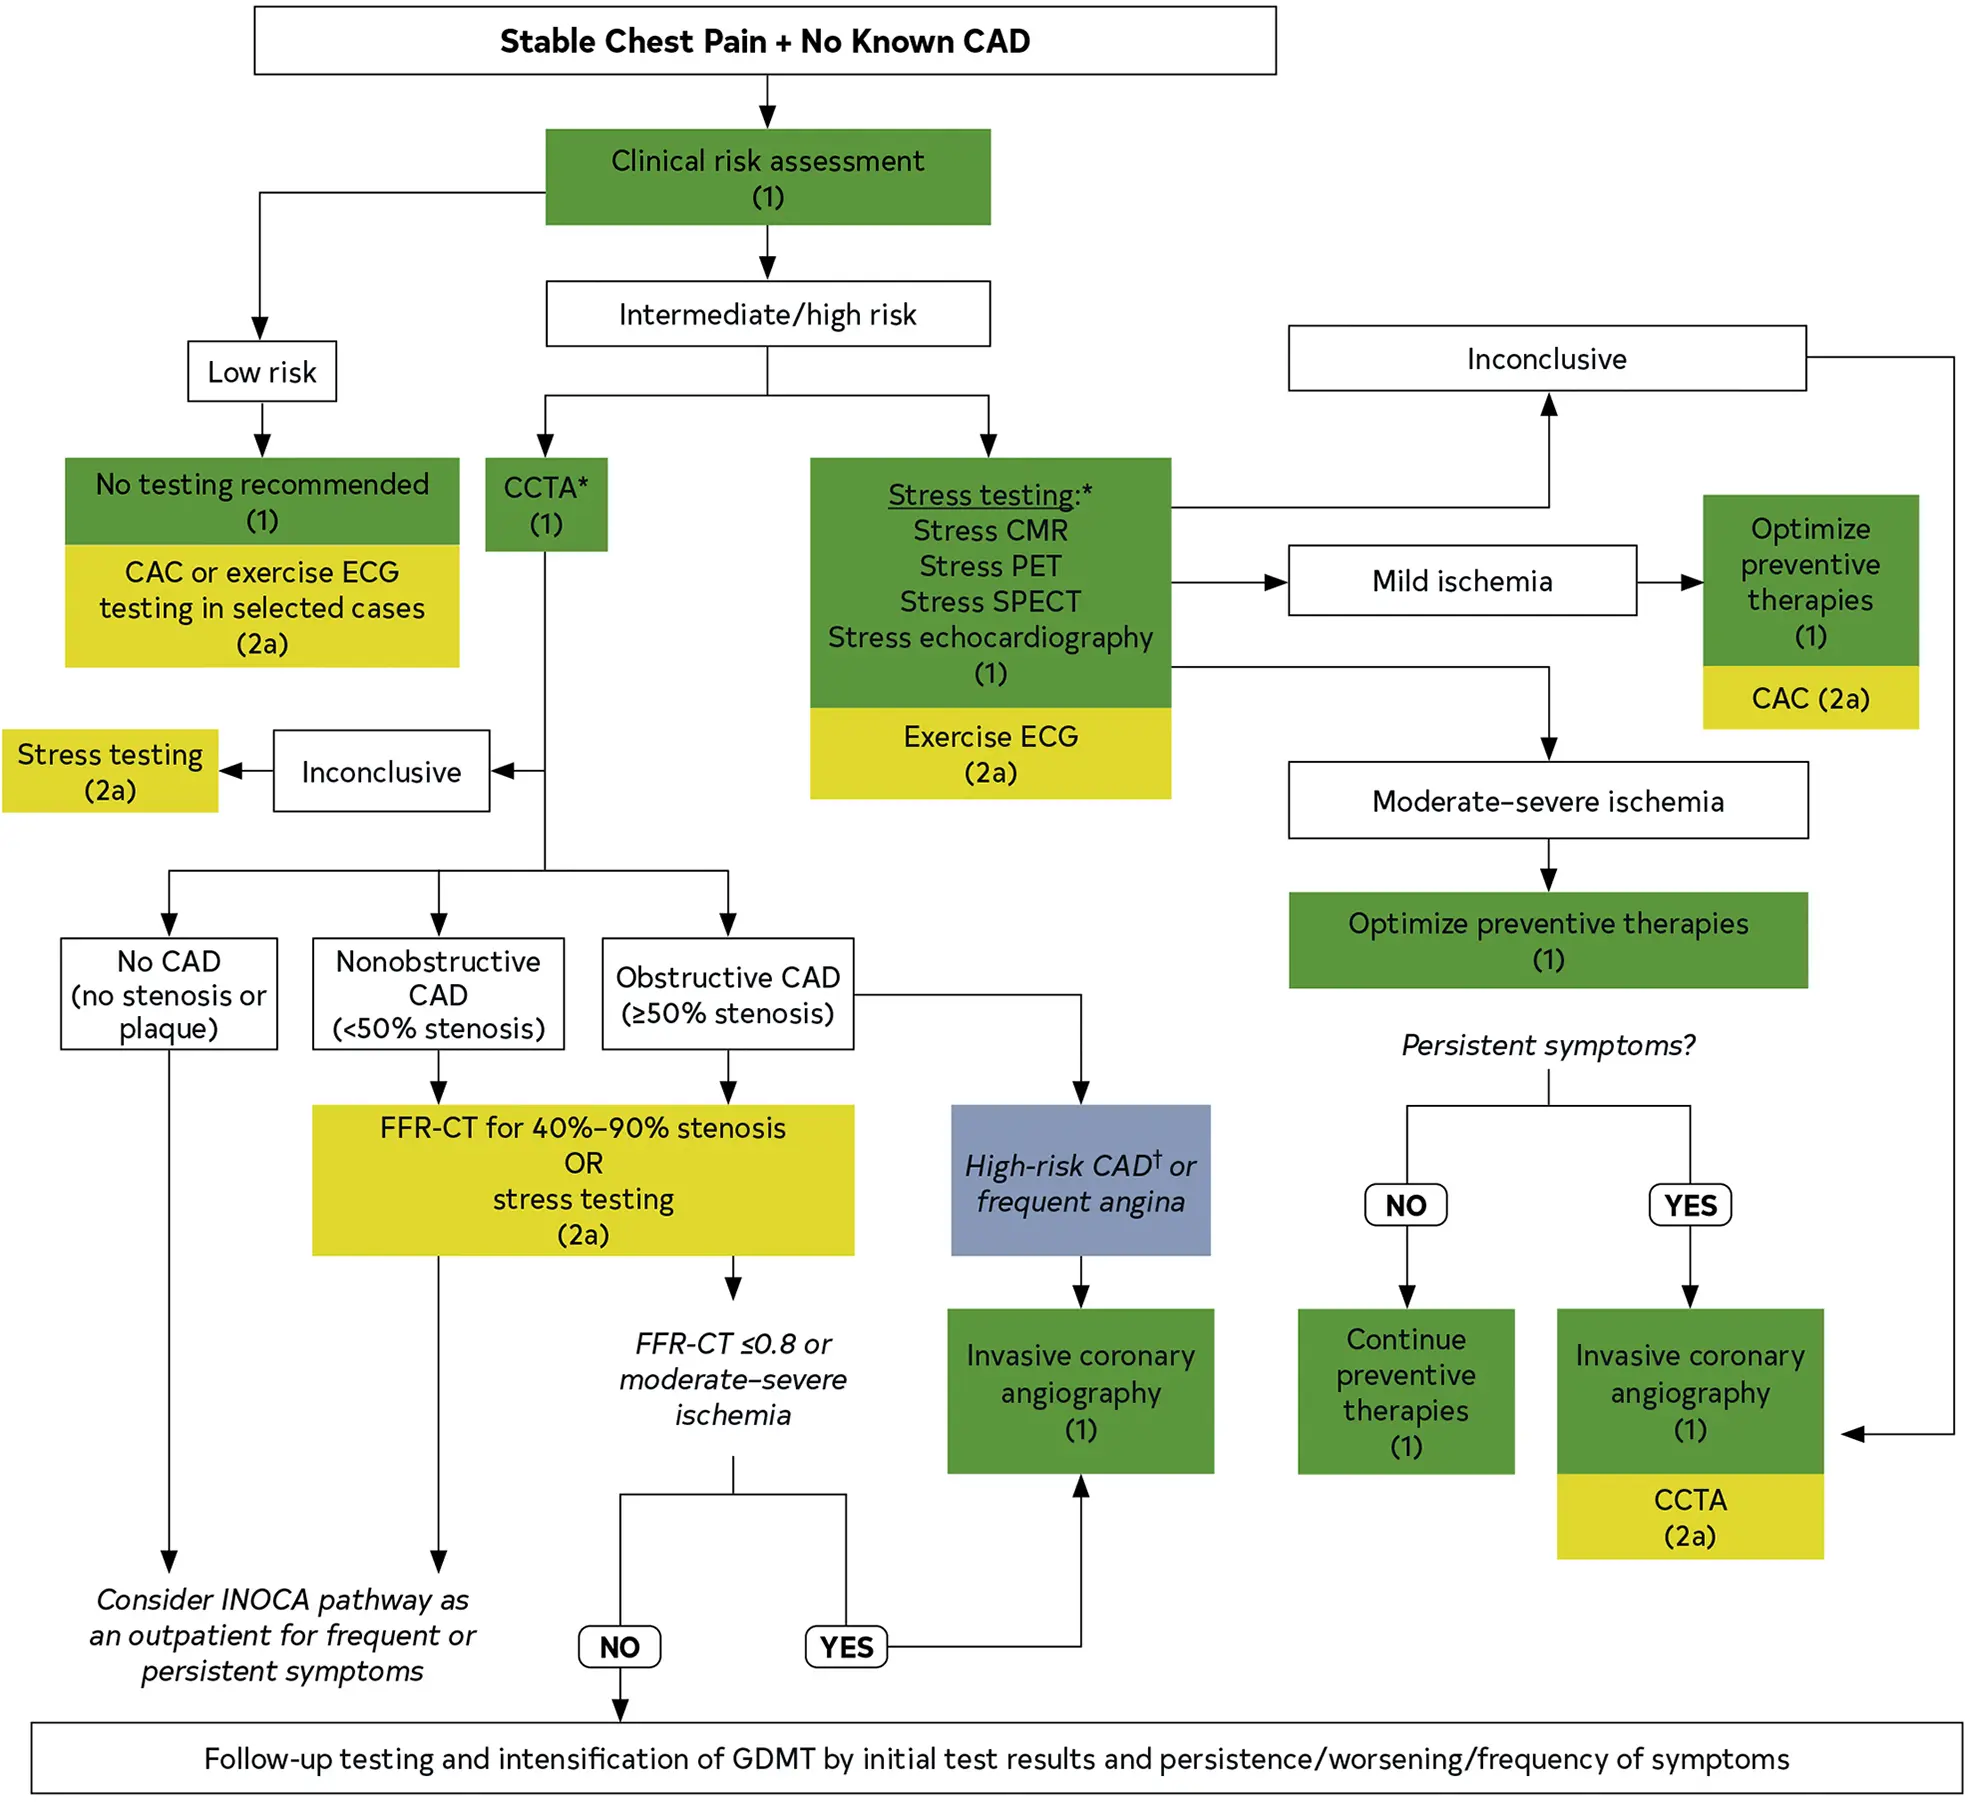 Stable Chest Pain + No Known CAD
Clinical risk assessment
(1)
Intermediate/high risk
Low risk
No testing recommended
(1)
CAC or exercise ECG
testing in selected cases
(2a)
CCTA*
(1)
Stress testing:*
Stress CMR
Stress PET
Stress SPECT
Stress echocardiography
(1)
Exercise ECG
(2a)
Inconclusive
Mild ischemia
Optimize
preventive
therapies
(1)
CAC (2a)
Moderate–severe ischemia
Optimize preventive therapies
(1)
Persistent symptoms?
NO
YES
Continue
preventive
therapies
(1)
Invasive coronary
angiography
(1)
CCTA
(2a)
Inconclusive
Stress testing
(2a)
No CAD
(no stenosis or
plaque)
Nonobstructive
CAD
(<50% stenosis)
Obstructive CAD
(≥50% stenosis)
FFR-CT for 40%–90% stenosis
OR
stress testing
(2a)
High-risk CAD† or
frequent angina
Invasive coronary
angiography
(1)
FFR-CT ≤0.8 or
moderate–severe
ischemia
NO
YES
Consider INOCA pathway as
an outpatient for frequent or
persistent symptoms
Follow-up testing and intensification of GDMT by initial test results and persistence/worsening/frequency of symptoms